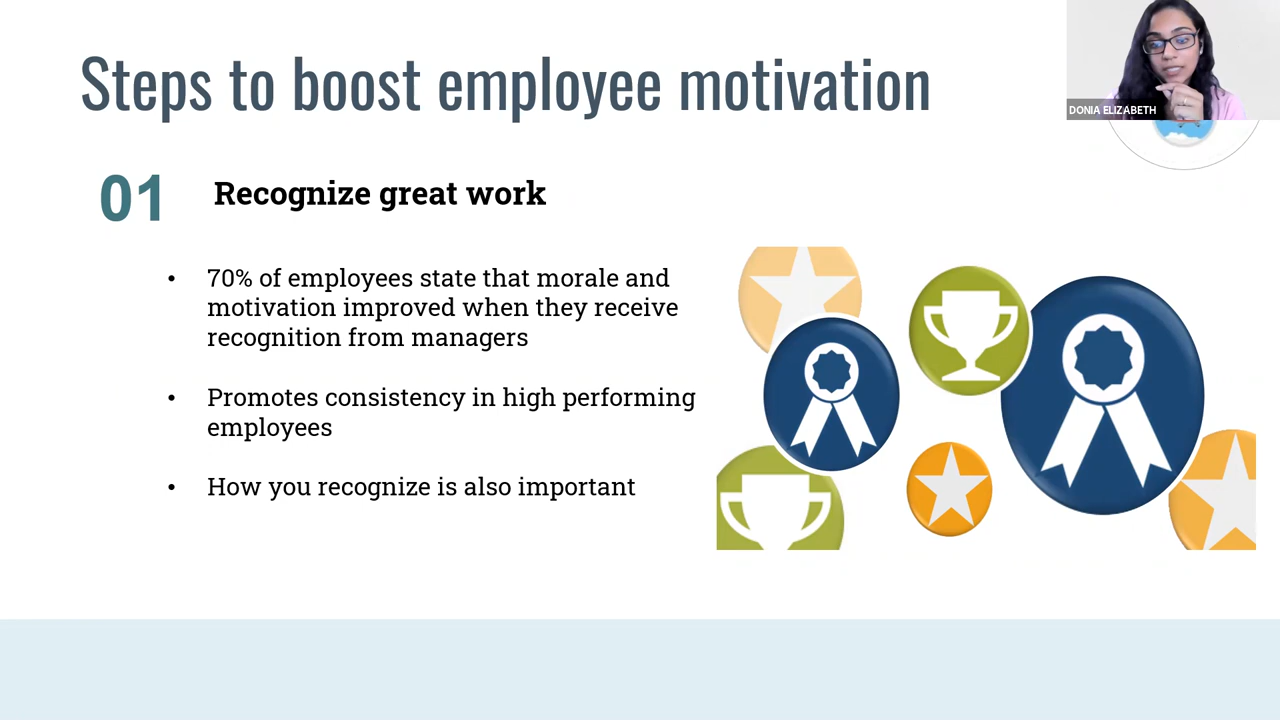 Steps to boost employee motivation
DONIA ELIZABETH
01
Recognize great work
• 70% of employees state that morale and
motivation improved when they receive
recognition from managers
• Promotes consistency in high performing
employees
• How you recognize is also important